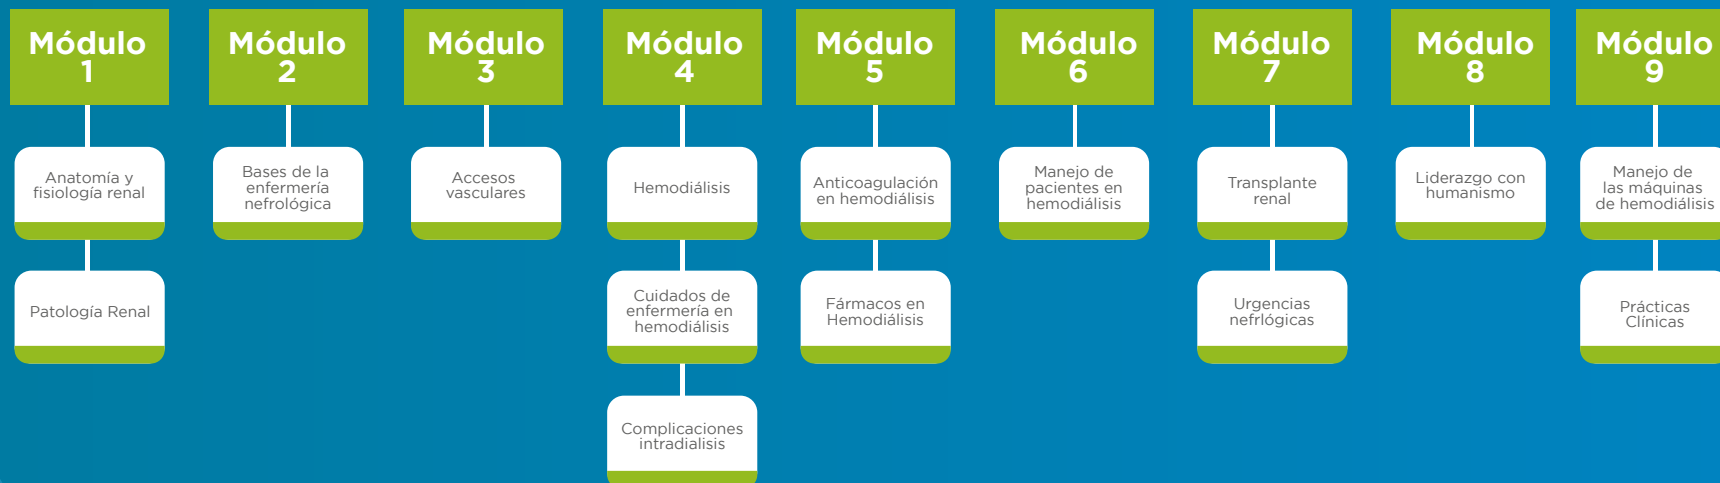 Módulo
1
Anatomía y
fisiología renal
Patología Renal
Módulo
2
Bases de la
enfermería
nefrológica
Módulo
3
Accesos
vasculares
Módulo
4
Hemodiálisis
Cuidados de
enfermería en
hemodiálisis
Complicaciones
intradialisis
Módulo
5
Anticoagulación
en hemodiálisis
Fármacos en
Hemodiálisis
Módulo
6
Manejo de
pacientes en
hemodiálisis
Módulo
7
Transplante
renal
Urgencias
nefrlógicas
Módulo
8
Liderazgo con
humanismo
Módulo
9
Manejo de
las máquinas
de hemodiálisis
Prácticas
Clínicas